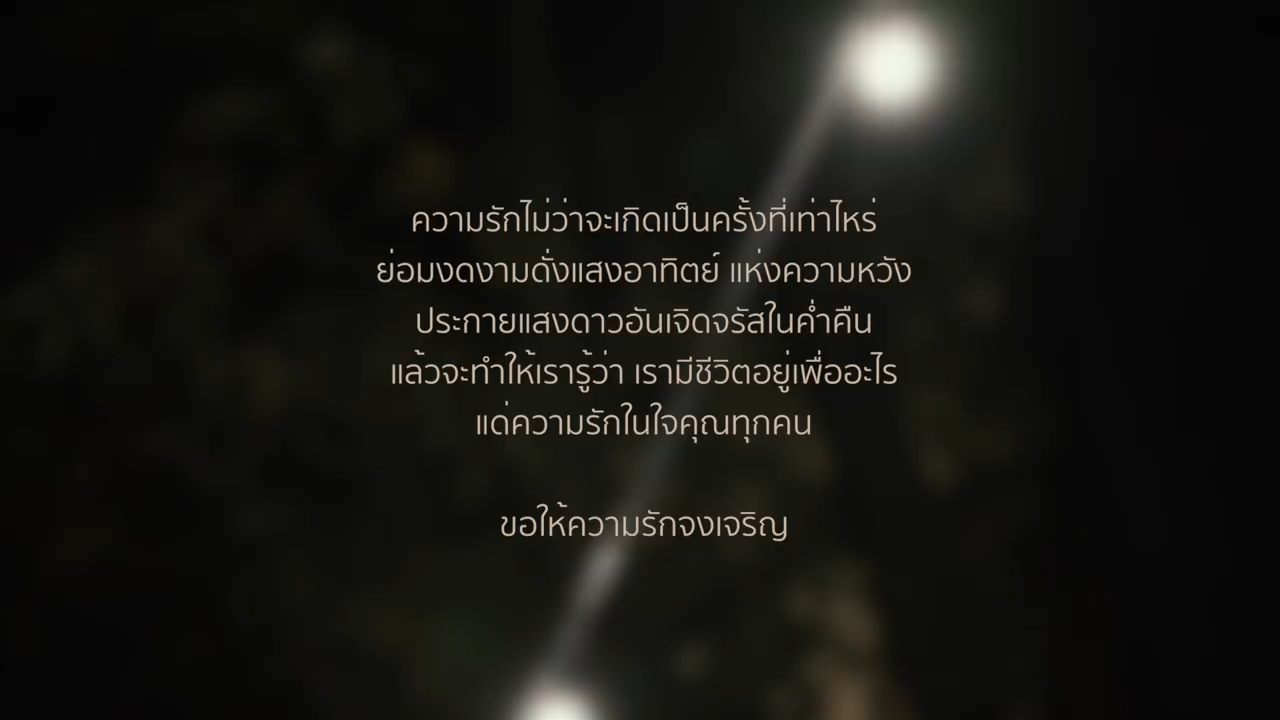 ความรักไม่ว่าจะเกิดเป็นครั้งที่เท่าไหร่
ย่อมงดงามดั่งแสงอาทิตย์ แห่งความหวัง
ประกายแสงดาวอันเจิดจรัสในค่ำคืน
แล้วจะทำให้เรารู้ว่า เรามีชีวิตอยู่เพื่ออะไร
แด่ความรักในใจคุณทุกคน
ขอให้ความรักจงเจริญ